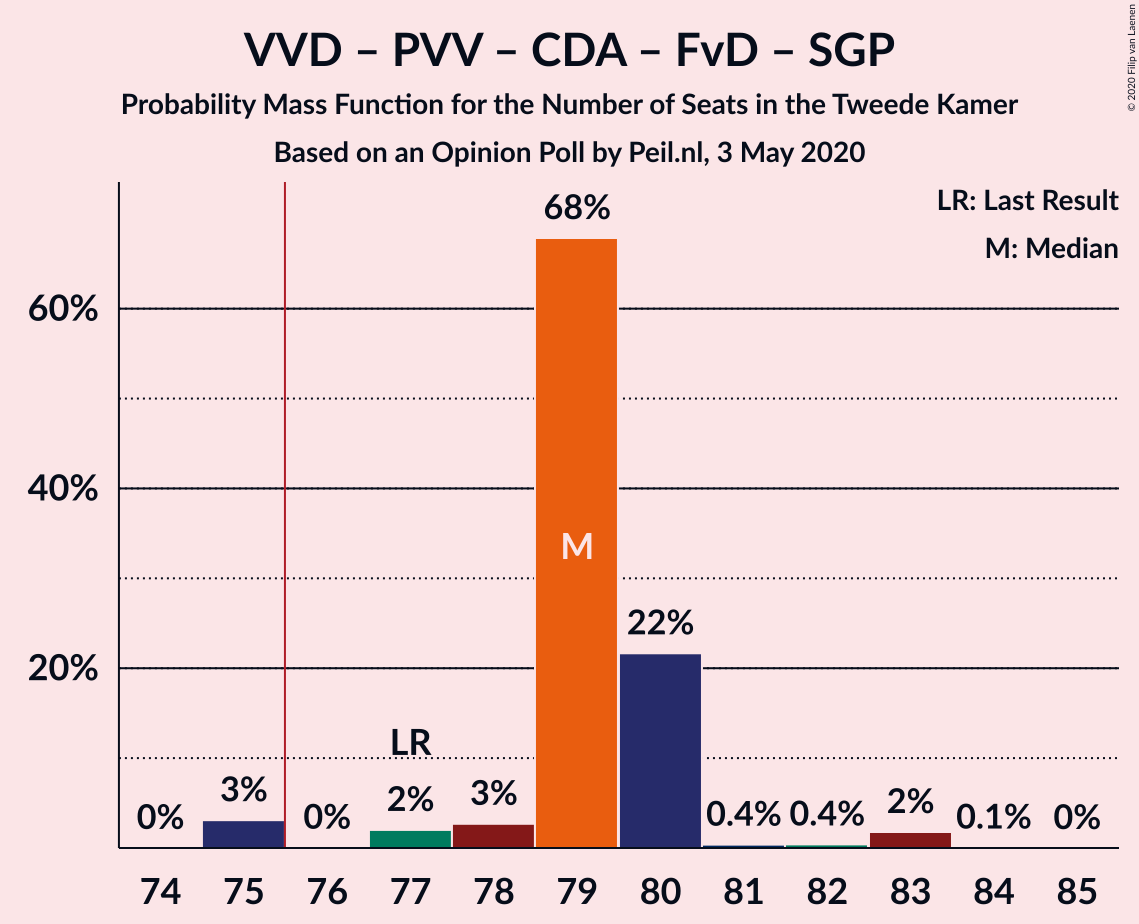 VVD – PVV – CDA – FvD – SGP
Probability Mass Function for the Number of Seats in the Tweede Kamer
Based on an Opinion Poll by Peil.nl, 3 May 2020
© 2020 Filip van Laenen
LR: Last Result
M: Median
60%
40%
20%
0%
3%
0%
LR
2%
3%
68%
M
22%
0.4%
0.4%
2%
0.1%
0%
74 75 76 77 78 79 80 81 82 83 84 85